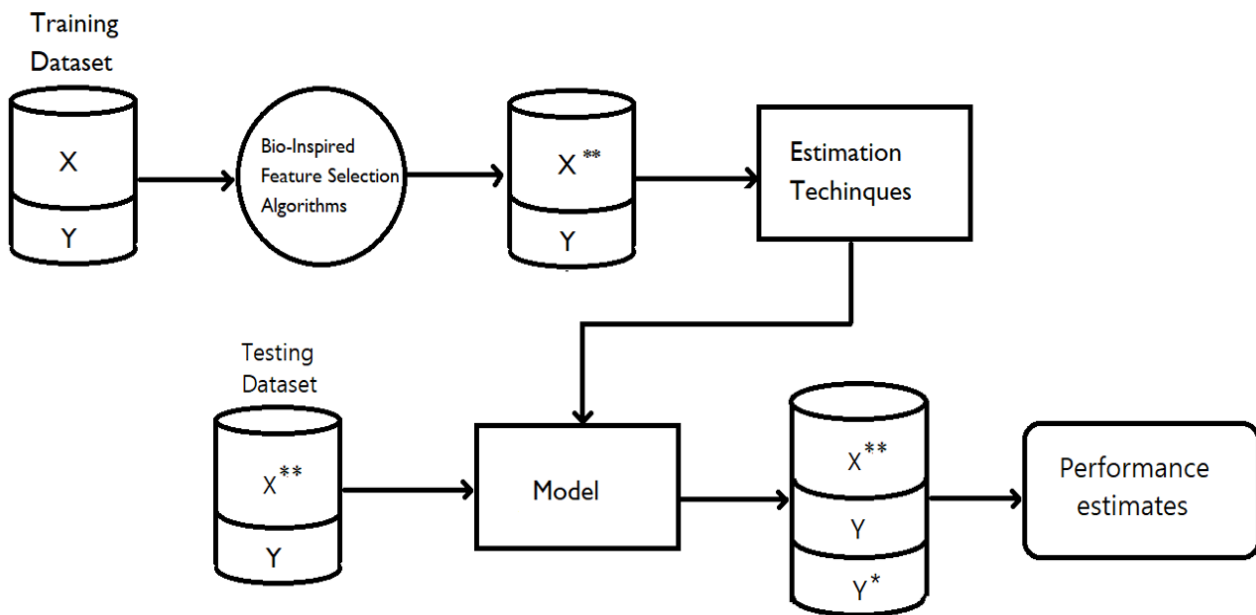 Training
Dataset
X
Y
Bio-Inspired
Feature Selection
Algorithms
X**
Y
Estimation
Techinques
Testing
Dataset
X**
Y
Model
X**
Y
Y*
Performance
estimates